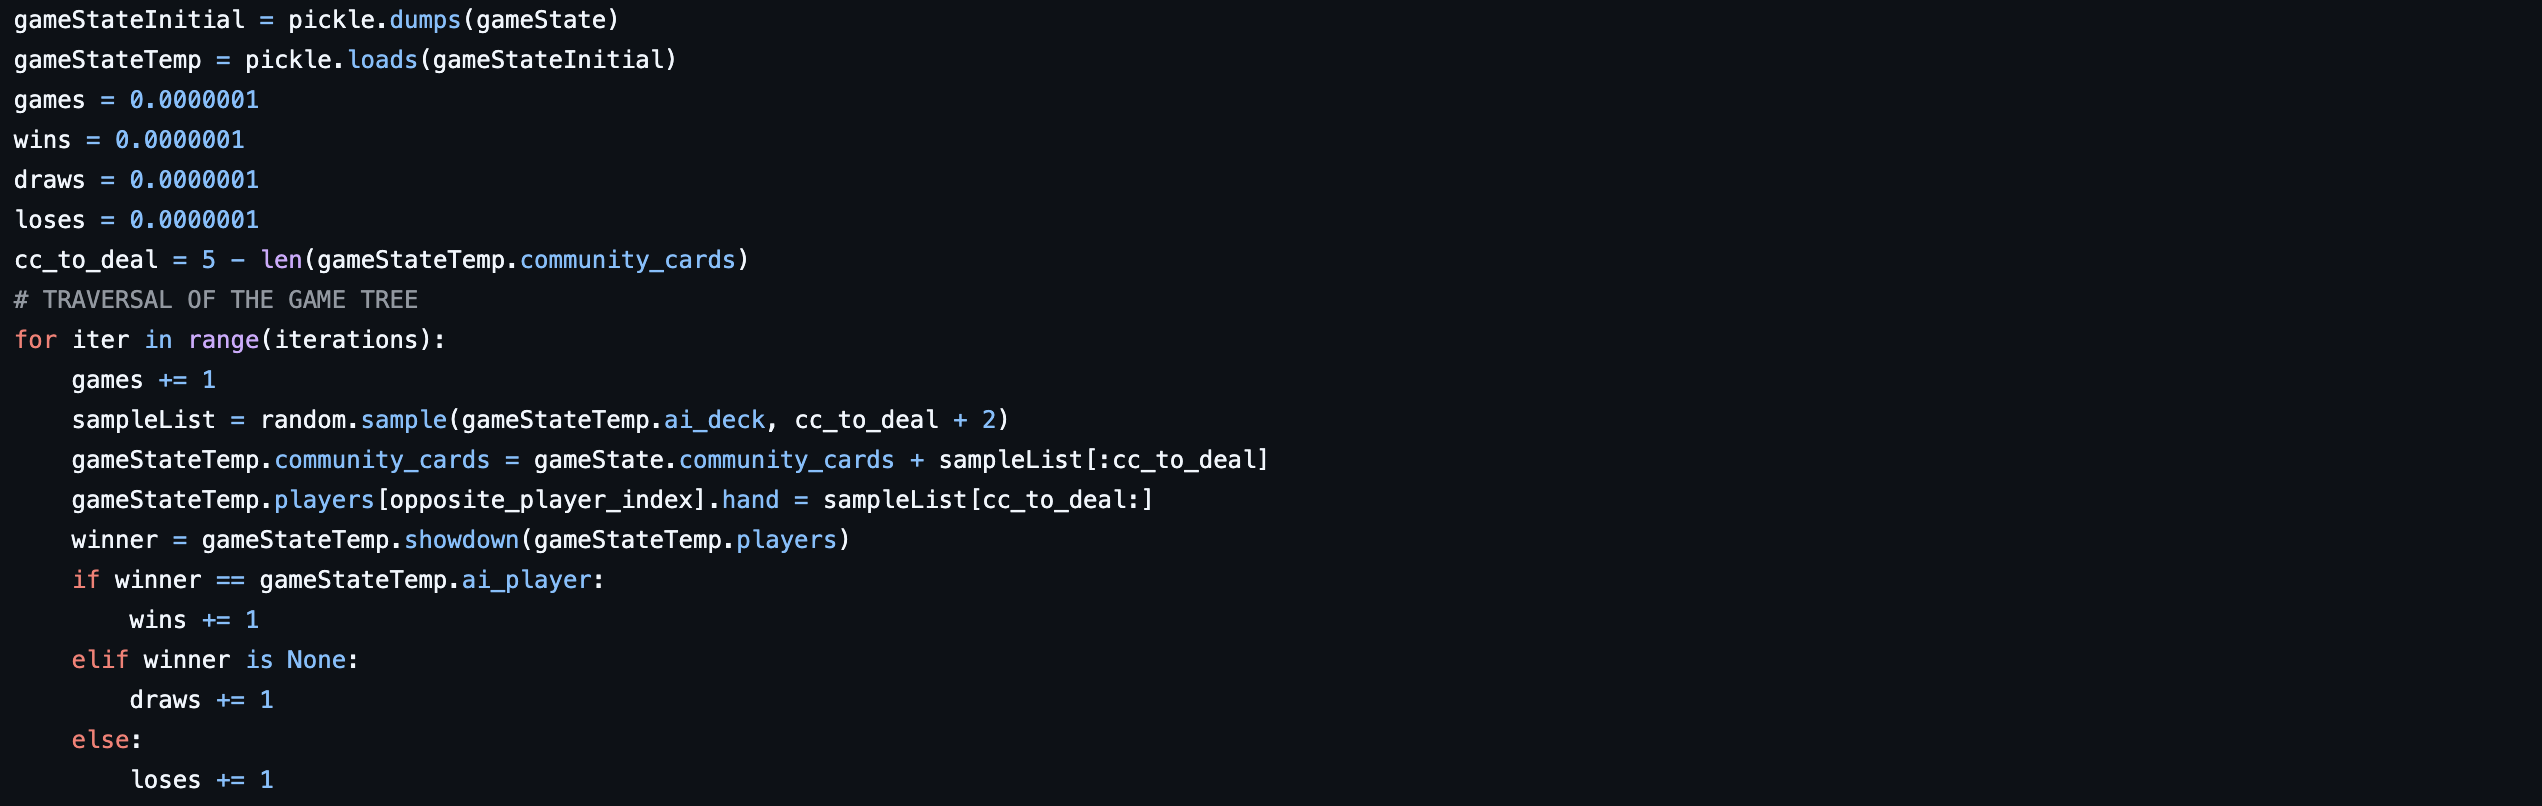 gameStateInitial = pickle.dumps(gameState)
gameStateTemp = pickle.loads(gameStateInitial)
games = 0.0000001
wins = 0.0000001
draws = 0.0000001
loses = 0.0000001
cc_to_deal = 5 - len(gameStateTemp.community_cards)
# TRAVERSAL OF THE GAME TREE
for iter in range(iterations):
    games += 1
    sampleList = random.sample(gameStateTemp.ai_deck, cc_to_deal + 2)
    gameStateTemp.community_cards = gameState.community_cards + sampleList[:cc_to_deal]
    gameStateTemp.players[opposite_player_index].hand = sampleList[cc_to_deal:]
    winner = gameStateTemp.showdown(gameStateTemp.players)
    if winner == gameStateTemp.ai_player:
        wins += 1
    elif winner is None:
        draws += 1
    else:
        loses += 1